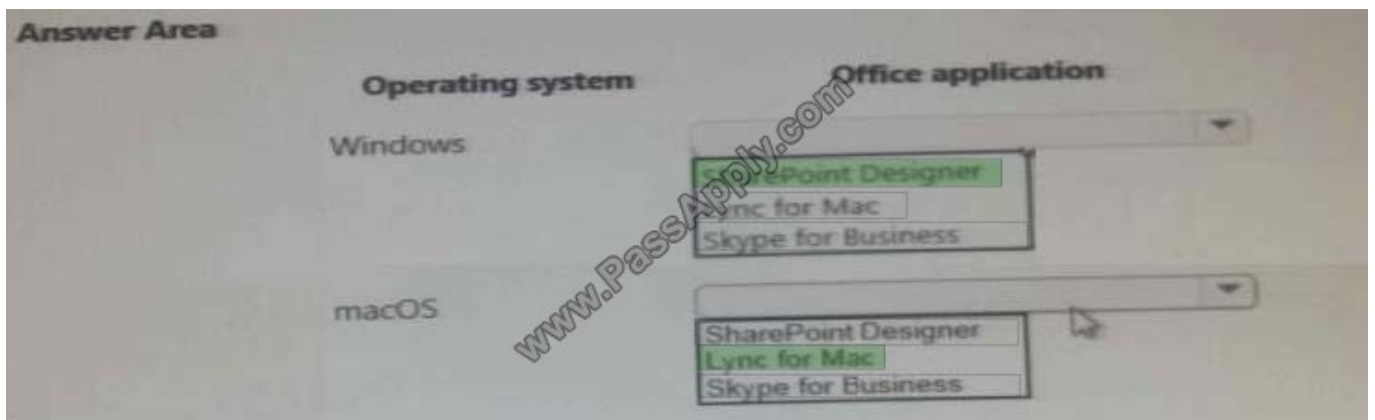 Answer Area
Operating system Office application
Windows
SharePoint Designer
Lync for Mac
Skype for Business
macOS
SharePoint Designer
Lync for Mac
Skype for Business
www.PassApply.com